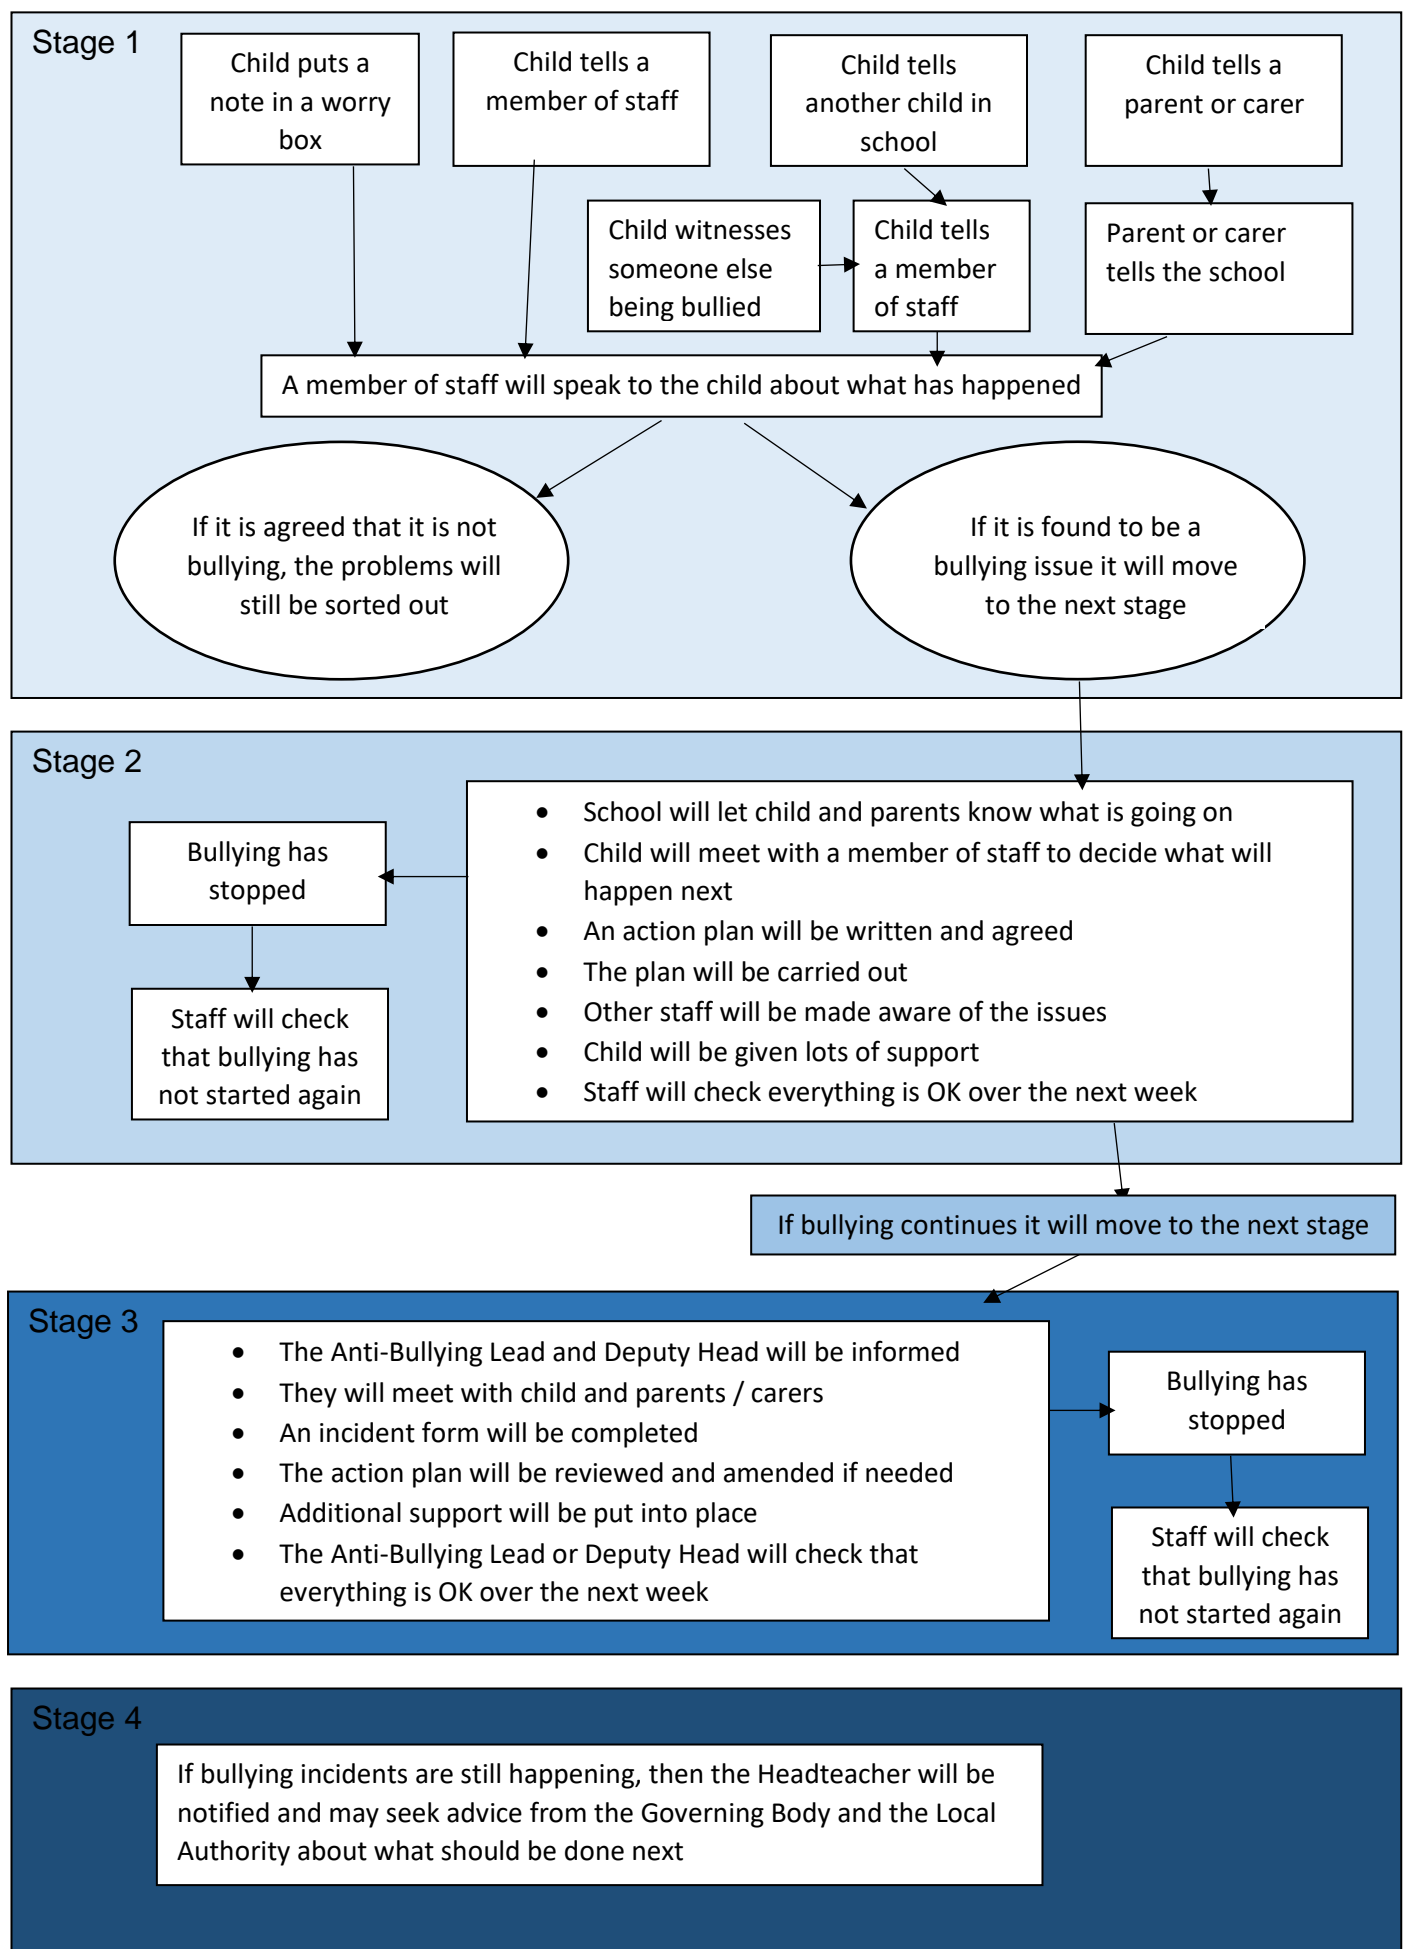 Stage 1
Child puts a
note in a worry
box
Child tells a
member of staff
Child tells
another child in
school
Child tells a
parent or carer
Child witnesses
someone else
being bullied
Child tells
a member
of staff
Parent or carer
tells the school
A member of staff will speak to the child about what has happened
If it is agreed that it is not
bullying, the problems will
still be sorted out
If it is found to be a
bullying issue it will move
to the next stage
Stage 2
Bullying has
stopped
Staff will check
that bullying has
not started again
• School will let child and parents know what is going on
• Child will meet with a member of staff to decide what will
happen next
• An action plan will be written and agreed
• The plan will be carried out
• Other staff will be made aware of the issues
• Child will be given lots of support
• Staff will check everything is OK over the next week
If bullying continues it will move to the next stage
Stage 3
• The Anti-Bullying Lead and Deputy Head will be informed
• They will meet with child and parents / carers
• An incident form will be completed
• The action plan will be reviewed and amended if needed
• Additional support will be put into place
• The Anti-Bullying Lead or Deputy Head will check that
everything is OK over the next week
Bullying has
stopped
Staff will check
that bullying has
not started again
Stage 4
If bullying incidents are still happening, then the Headteacher will be
notified and may seek advice from the Governing Body and the Local
Authority about what should be done next